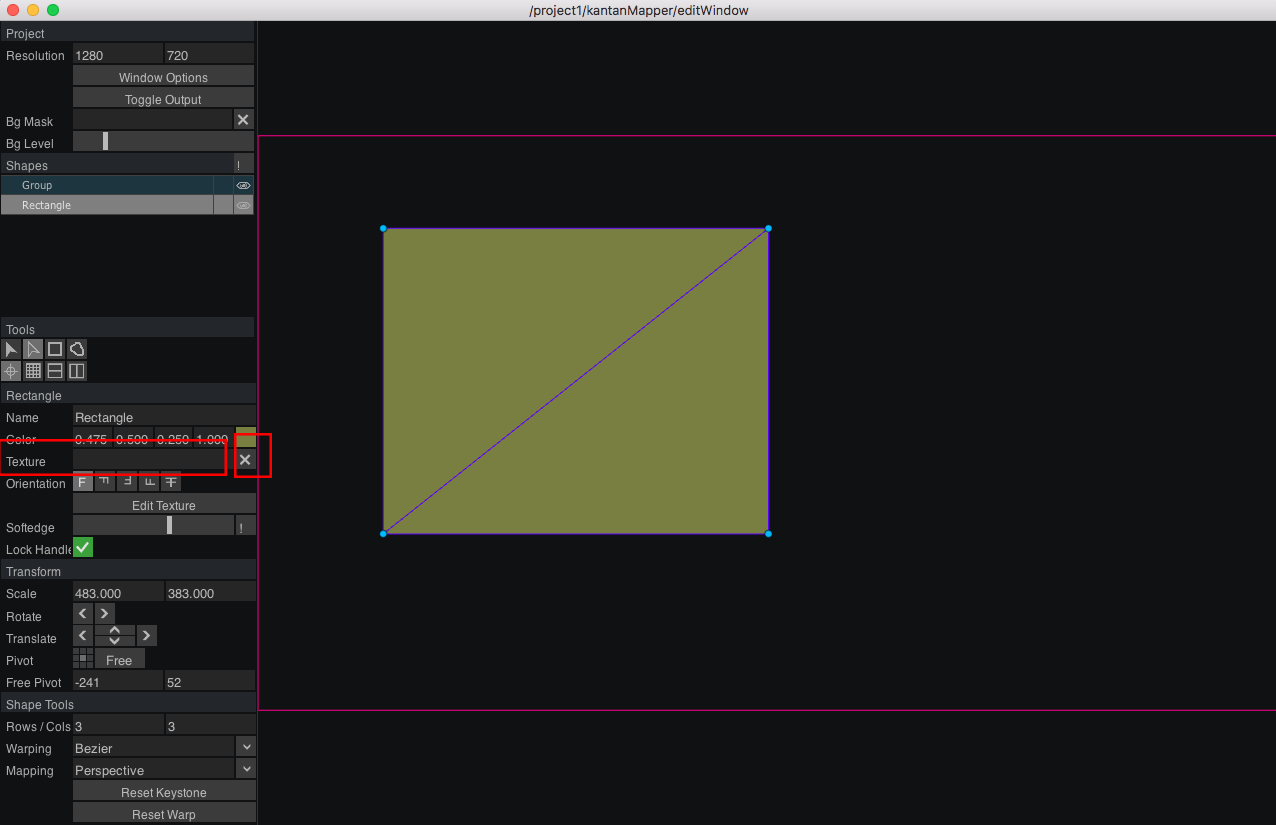 /project1/kantanMapper/editWindow
Project
Resolution 1280 720
Window Options
Toggle Output
Bg Mask
Bg Level
Shapes !
Group
Rectangle
Tools
Rectangle
Name Rectangle
Color 0.475 0.500 0.250 1.000
Texture
Orientation F F F F F
Edit Texture
Softedge !
Lock Handle
Transform
Scale 483.000 383.000
Rotate
Translate
Pivot Free
Free Pivot -241 52
Shape Tools
Rows / Cols 3 3
Warping Bezier
Mapping Perspective
Reset Keystone
Reset Warp